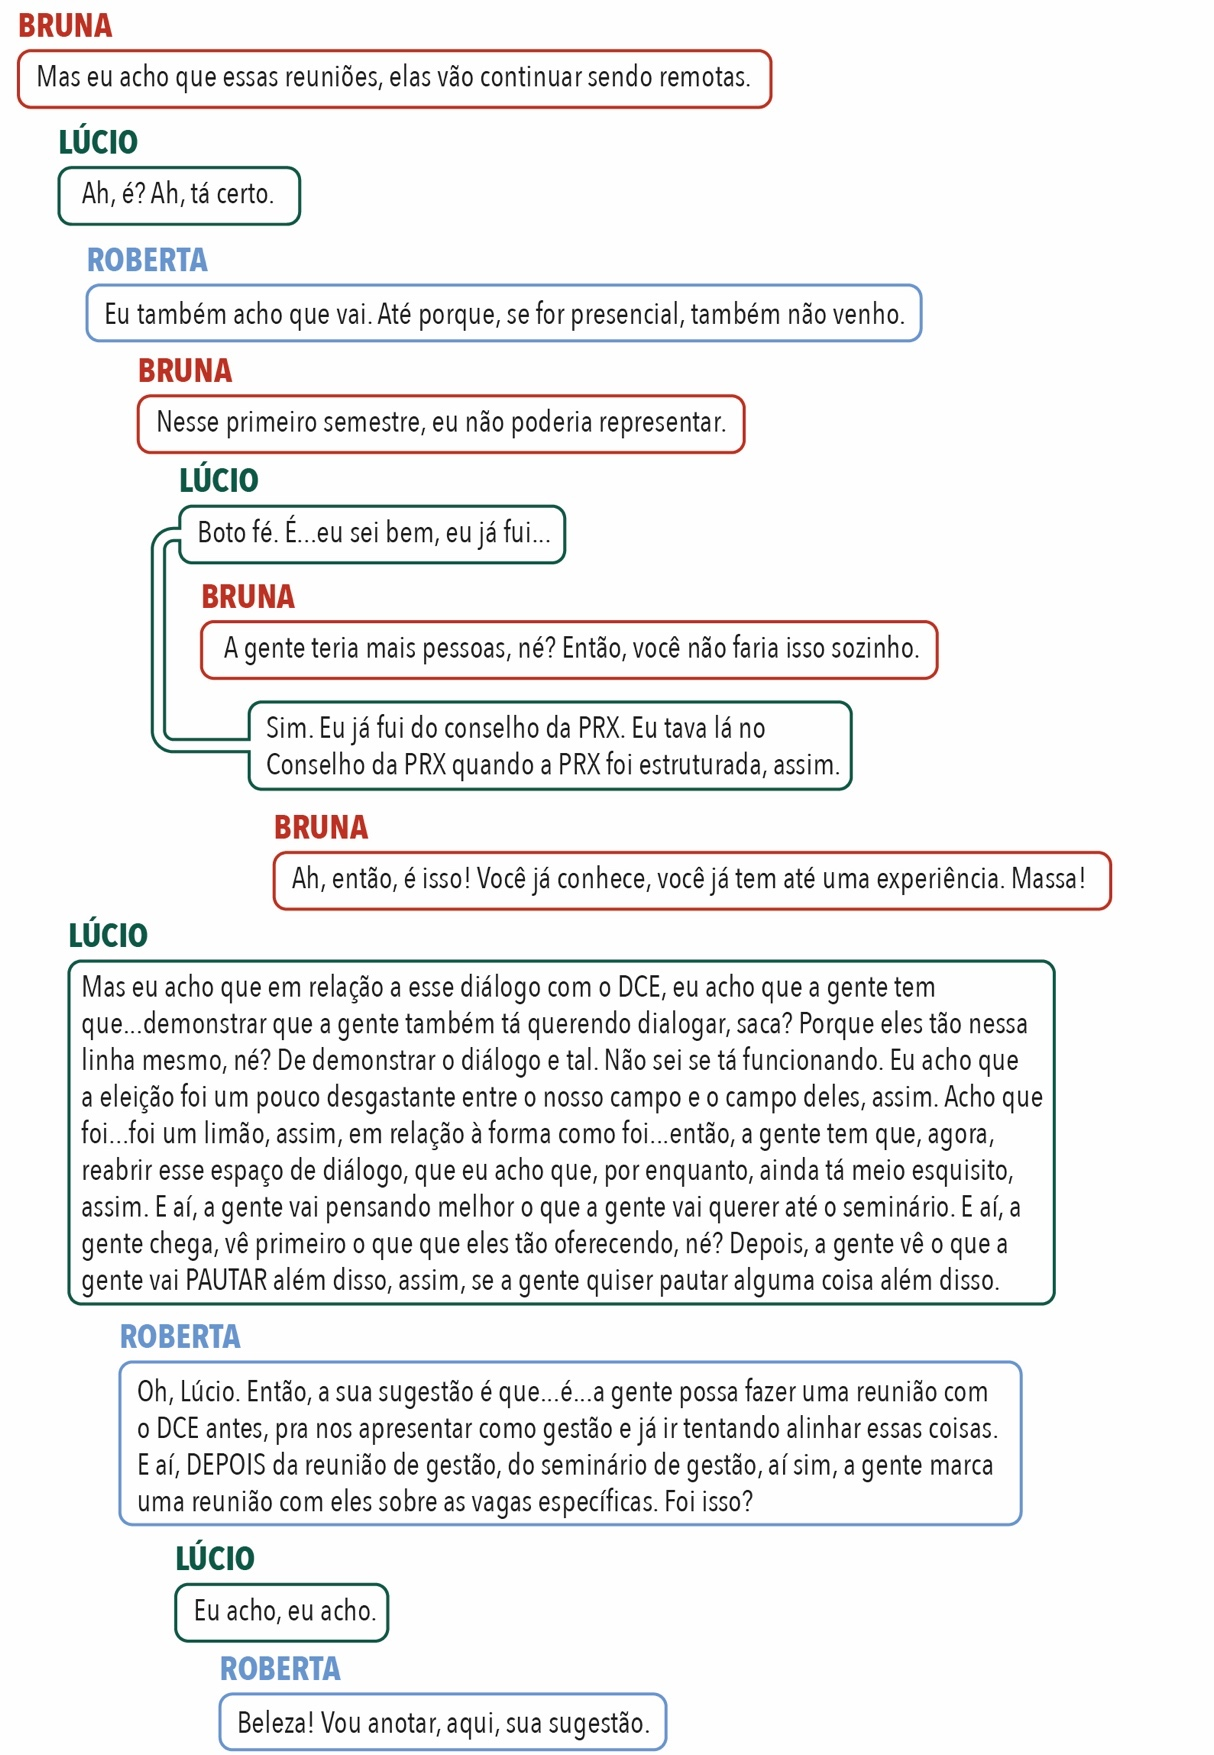 BRUNA
Mas eu acho que essas reuniões, elas vão continuar sendo remotas.
LÚCIO
Ah, é? Ah, tá certo.
ROBERTA
Eu também acho que vai. Até porque, se for presencial, também não venho.
BRUNA
Nesse primeiro semestre, eu não poderia representar.
LÚCIO
Boto fé. É...eu sei bem, eu já fui...
BRUNA
A gente teria mais pessoas, né? Então, você não faria isso sozinho.
Sim. Eu já fui do conselho da PRX. Eu tava lá no
Conselho da PRX quando a PRX foi estruturada, assim.
BRUNA
Ah, então, é isso! Você já conhece, você já tem até uma experiência. Massa!
LÚCIO
Mas eu acho que em relação a esse diálogo com o DCE, eu acho que a gente tem
que...demonstrar que a gente também tá querendo dialogar, saca? Porque eles tão nessa
linha mesmo, né? De demonstrar o diálogo e tal. Não sei se tá funcionando. Eu acho que
a eleição foi um pouco desgastante entre o nosso campo e o campo deles, assim. Acho que
foi...foi um limão, assim, em relação à forma como foi...então, a gente tem que, agora,
reabrir esse espaço de diálogo, que eu acho que, por enquanto, ainda tá meio esquisito,
assim. E aí, a gente vai pensando melhor o que a gente vai querer até o seminário. E aí, a
gente chega, vê primeiro o que que eles tão oferecendo, né? Depois, a gente vê o que a
gente vai PAUTAR além disso, assim, se a gente quiser pautar alguma coisa além disso.
ROBERTA
Oh, Lúcio. Então, a sua sugestão é que...é...a gente possa fazer uma reunião com
o DCE antes, pra nos apresentar como gestão e já ir tentando alinhar essas coisas.
E aí, DEPOIS da reunião de gestão, do seminário de gestão, aí sim, a gente marca
uma reunião com eles sobre as vagas específicas. Foi isso?
LÚCIO
Eu acho, eu acho.
ROBERTA
Beleza! Vou anotar, aqui, sua sugestão.